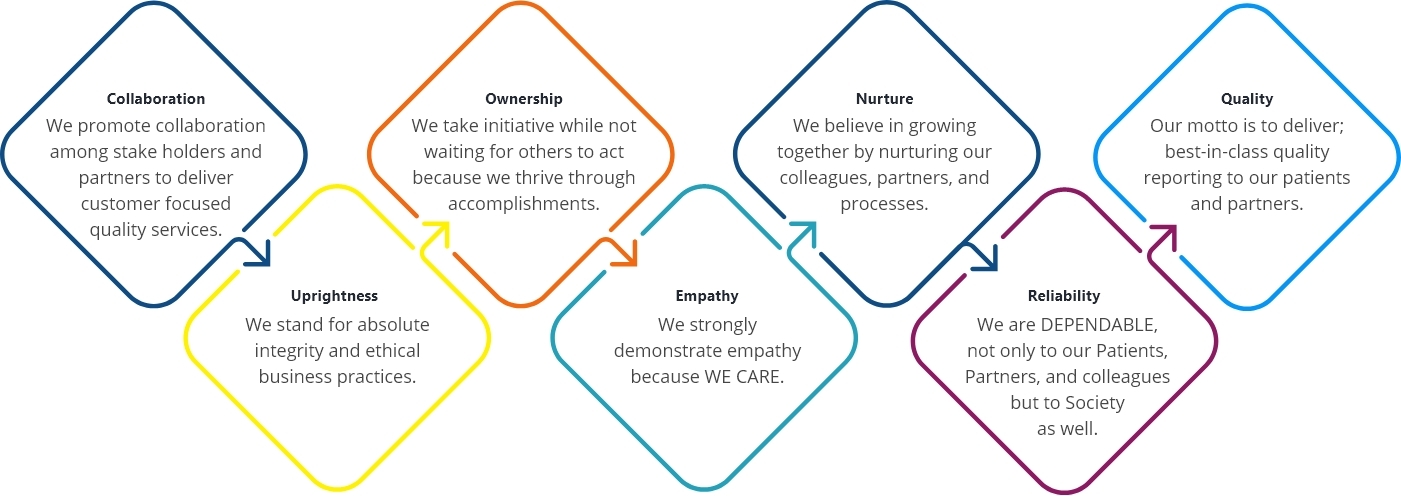 Collaboration
We promote collaboration
among stake holders and
partners to deliver
customer focused
quality services.
Uprightness
We stand for absolute
integrity and ethical
business practices.
Ownership
We take initiative while not
waiting for others to act
because we thrive through
accomplishments.
Empathy
We strongly
demonstrate empathy
because WE CARE.
Nurture
We believe in growing
together by nurturing our
colleagues, partners, and
processes.
Reliability
We are DEPENDABLE,
not only to our Patients,
Partners, and colleagues
but to Society
as well.
Quality
Our motto is to deliver;
best-in-class quality
reporting to our patients
and partners.